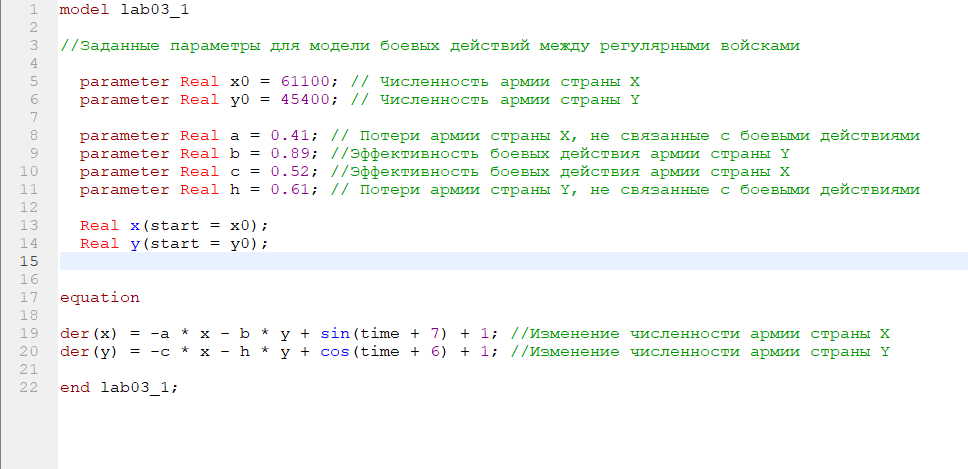 1 model lab03_1
2
3 //Заданные параметры для модели боевых действий между регулярными войсками
4
5 parameter Real x0 = 61100; // Численность армии страны X
6 parameter Real y0 = 45400; // Численность армии страны Y
7
8 parameter Real a = 0.41; // Потери армии страны X, не связанные с боевыми действиями
9 parameter Real b = 0.89; //Эффективность боевых действия армии страны Y
10 parameter Real c = 0.52; //Эффективность боевых действия армии страны X
11 parameter Real h = 0.61; // Потери армии страны Y, не связанные с боевыми действиями
12
13 Real x(start = x0);
14 Real y(start = y0);
15
16
17 equation
18
19 der(x) = -a * x - b * y + sin(time + 7) + 1; //Изменение численности армии страны X
20 der(y) = -c * x - h * y + cos(time + 6) + 1; //Изменение численности армии страны Y
21
22 end lab03_1;